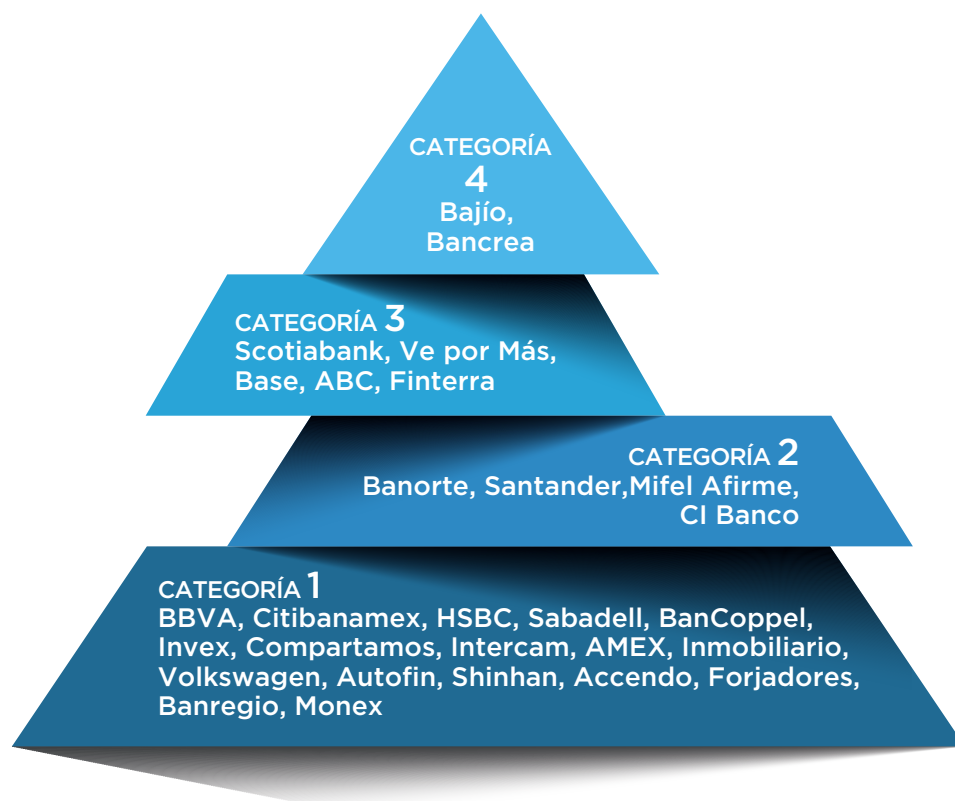 CATEGORÍA
4
Bajío,
Bancrea
CATEGORÍA 3
Scotiabank, Ve por Más,
Base, ABC, Finterra
CATEGORÍA 2
Banorte, Santander,Mifel Afirme,
CI Banco
CATEGORÍA 1
BBVA, Citibanamex, HSBC, Sabadell, BanCoppel,
Invex, Compartamos, Intercam, AMEX, Inmobiliario,
Volkswagen, Autofin, Shinhan, Accendo, Forjadores,
Banregio, Monex